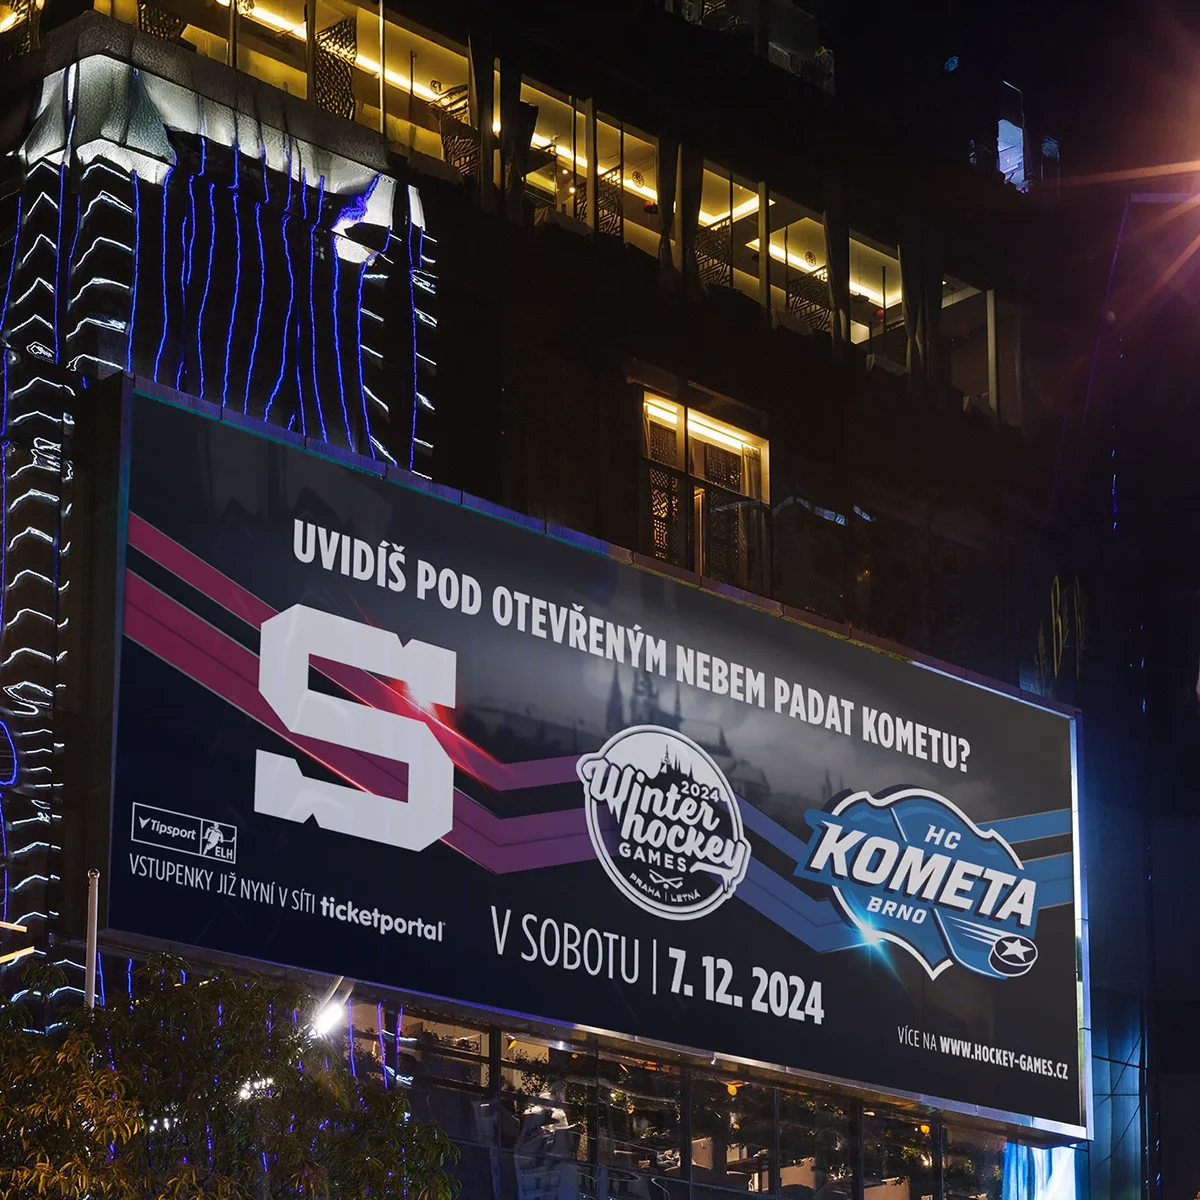 UVIDÍŠ POD OTEVŘENÝM NEBEM PADAT KOMETU?
S
2024
Winter
hockey
GAMES
PRAHA | LETNÁ
HC
KOMETA
BRNO
Tipsport
ELH
VSTUPENKY JIŽ NYNÍ V SÍTI ticketportal
V SOBOTU | 7. 12. 2024
VÍCE NA WWW.HOCKEY-GAMES.CZ